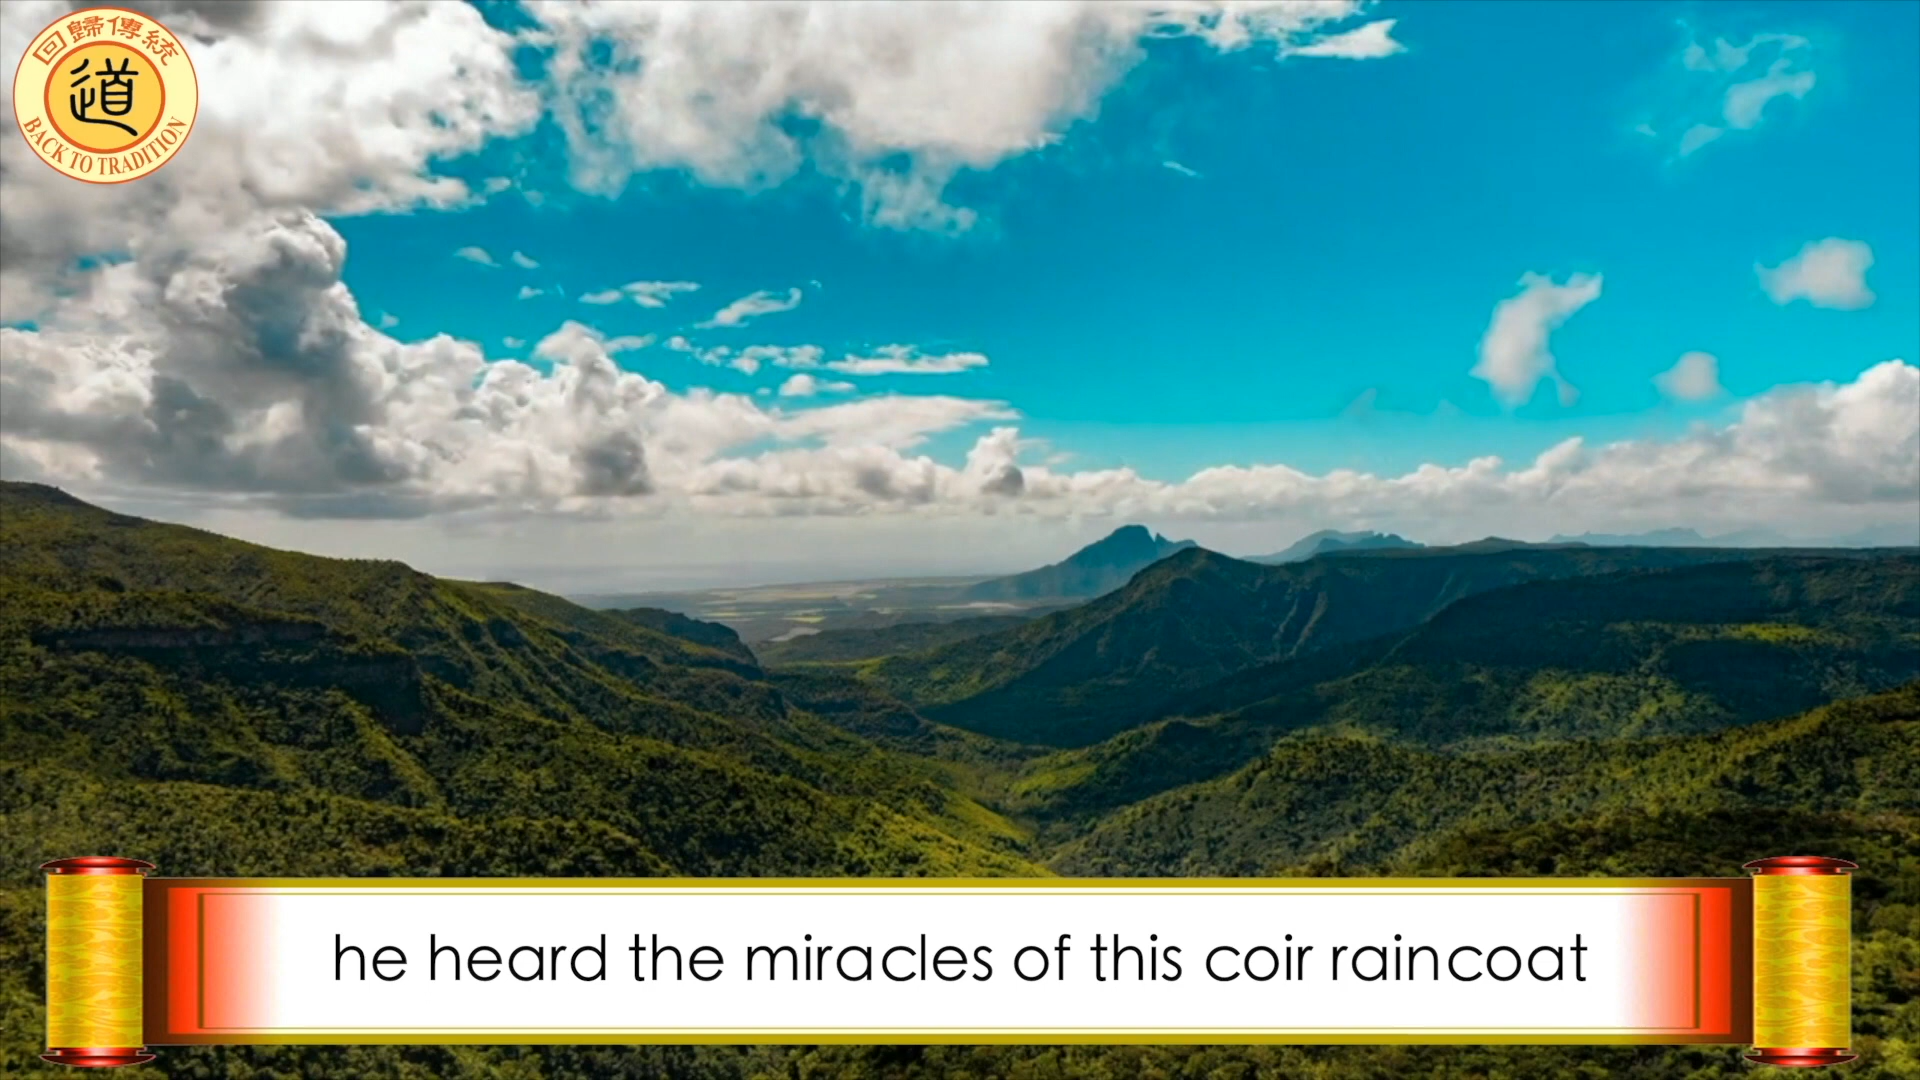 回歸傳統
道
BACK TO TRADITION
he heard the miracles of this coir raincoat